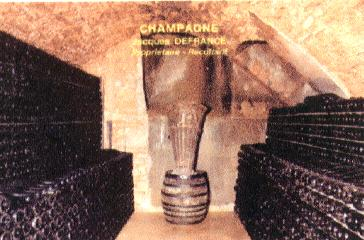 CHAMPAGNE
Jacques DEFRANCE
Propriétaire - Récoltant